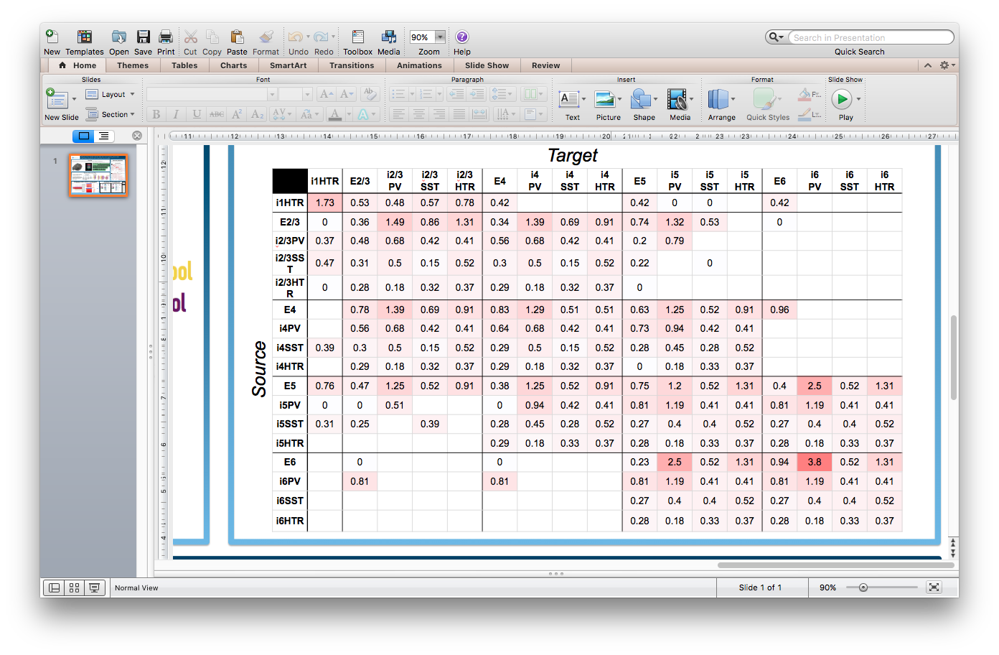 New Templates Open Save Print Cut Copy Paste Format Undo Redo Toolbox Media 90% Zoom Help Search in Presentation
Quick Search
Home Themes Tables Charts SmartArt Transitions Animations Slide Show Review
Slides Font Paragraph Insert Format Slide Show
New Slide Layout Section Text Picture Shape Media Arrange Quick Styles Play
1
11 12 13 14 15 16 17 18 19 20 22 23 23 24 25 26 27
ool
ol
Target
Source
i1HTR E2/3 i2/3 PV i2/3 SST i2/3 HTR E4 i4 PV i4 SST i4 HTR E5 i5 PV i5 SST i5 HTR E6 i6 PV i6 SST i6 HTR
i1HTR 1.73 0.53 0.48 0.57 0.78 0.42 0.42 0 0 0.42
E2/3 0 0.36 1.49 0.86 1.31 0.34 1.39 0.69 0.91 0.74 1.32 0.53 0
i2/3PV 0.37 0.48 0.68 0.42 0.41 0.56 0.68 0.42 0.41 0.2 0.79
i2/3SST 0.47 0.31 0.5 0.15 0.52 0.3 0.5 0.15 0.52 0.22 0
i2/3HTR 0 0.28 0.18 0.32 0.37 0.29 0.18 0.32 0.37 0
E4 0.78 1.39 0.69 0.91 0.83 1.29 0.51 0.51 0.63 1.25 0.52 0.91 0.96
i4PV 0.56 0.68 0.42 0.41 0.64 0.68 0.42 0.41 0.73 0.94 0.42 0.41
i4SST 0.39 0.3 0.5 0.15 0.52 0.29 0.5 0.15 0.52 0.28 0.45 0.28 0.52
i4HTR 0.29 0.18 0.32 0.37 0.29 0.18 0.32 0.37 0 0.18 0.33 0.37
E5 0.76 0.47 1.25 0.52 0.91 0.38 1.25 0.52 0.91 0.75 1.2 0.52 1.31 0.4 2.5 0.52 1.31
i5PV 0 0 0.51 0 0.94 0.42 0.41 0.81 1.19 0.41 0.41 0.81 1.19 0.41 0.41
i5SST 0.31 0.25 0.39 0.28 0.45 0.28 0.52 0.27 0.4 0.4 0.52 0.27 0.4 0.4 0.52
i5HTR 0.29 0.18 0.33 0.37 0.28 0.18 0.33 0.37 0.28 0.18 0.33 0.37
E6 0 0 0.23 2.5 0.52 1.31 0.94 3.8 0.52 1.31
i6PV 0.81 0.81 0.81 1.19 0.41 0.41 0.81 1.19 0.41 0.41
i6SST 0.27 0.4 0.4 0.52 0.27 0.4 0.4 0.52
i6HTR 0.28 0.18 0.33 0.37 0.28 0.18 0.33 0.37
Normal View Slide 1 of 1 90%